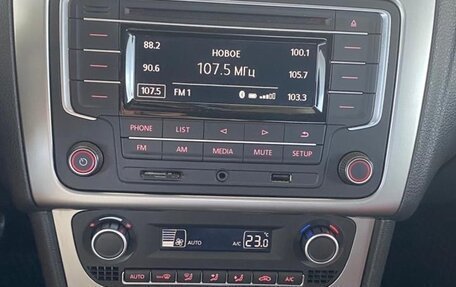 88.2 НОВОЕ 100.1
90.6 107.5 МГц 105.7
107.5 FM 1 103.3
PHONE LIST
FM AM MEDIA MUTE SETUP
AUTO A/C 23.0 °C
AUTO A/C